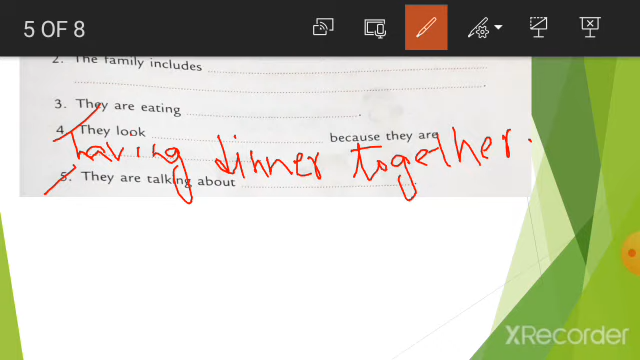 5 OF 8
2. The family includes ........................................
........................................
3. They are eating ........................................ .
4. They look ........................................ because they are
having dinner together.
5. They are talking about ........................................
XRecorder